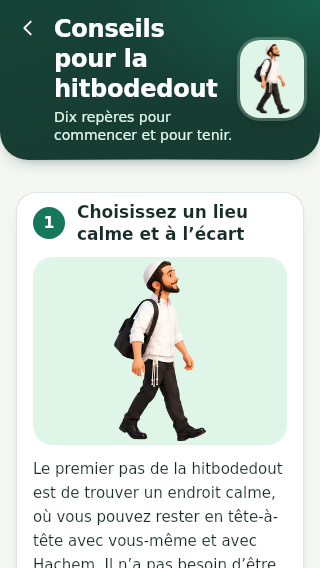 Conseils
pour la
hitbodedout
Dix repères pour
commencer et pour tenir.
1
Choisissez un lieu
calme et à l’écart
Le premier pas de la hitbodedout
est de trouver un endroit calme,
où vous pouvez rester en tête-à-
tête avec vous-même et avec
Hachem. Il n’a pas besoin d’être